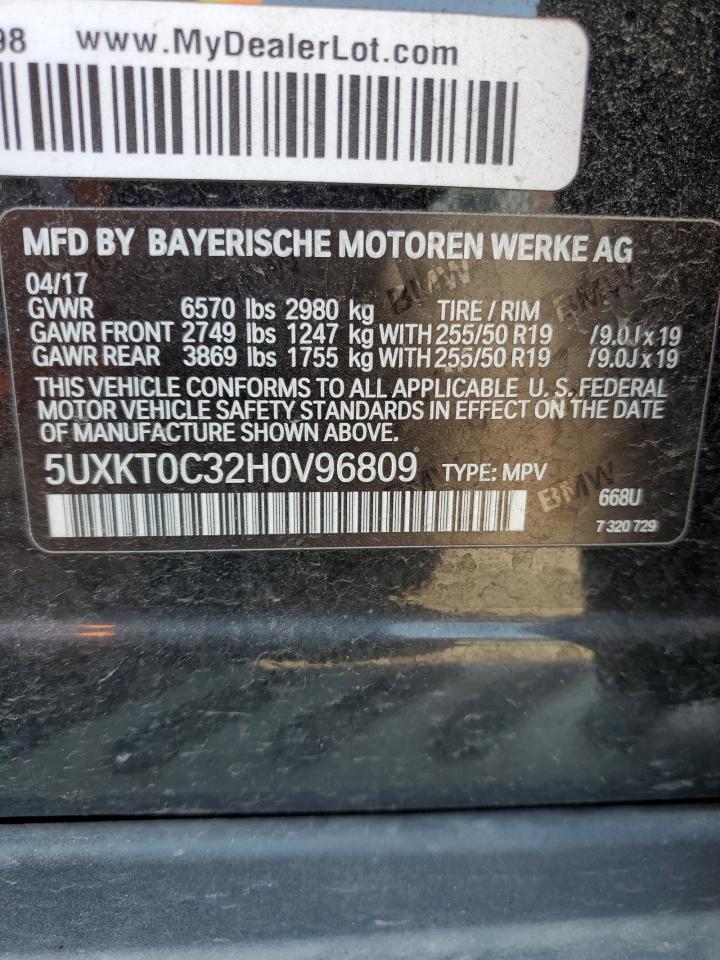 98 www.MyDealerLot.com
MFD BY BAYERISCHE MOTOREN WERKE AG
04/17
GVWR 6570 lbs 2980 kg TIRE / RIM
GAWR FRONT 2749 lbs 1247 kg WITH 255/50 R19 /9.0J x 19
GAWR REAR 3869 lbs 1755 kg WITH 255/50 R19 /9.0J x 19
THIS VEHICLE CONFORMS TO ALL APPLICABLE U. S. FEDERAL
MOTOR VEHICLE SAFETY STANDARDS IN EFFECT ON THE DATE
OF MANUFACTURE SHOWN ABOVE.
5UXKT0C32H0V96809 TYPE: MPV
668U
7 320 729
BMW
BMW
BMW